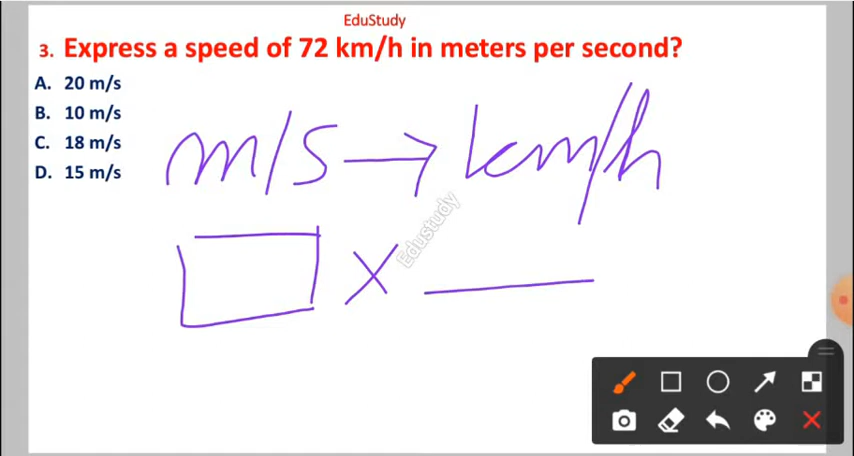 EduStudy
3. Express a speed of 72 km/h in meters per second?
A. 20 m/s
B. 10 m/s
C. 18 m/s
D. 15 m/s
m/s → km/h
Edustudy
×